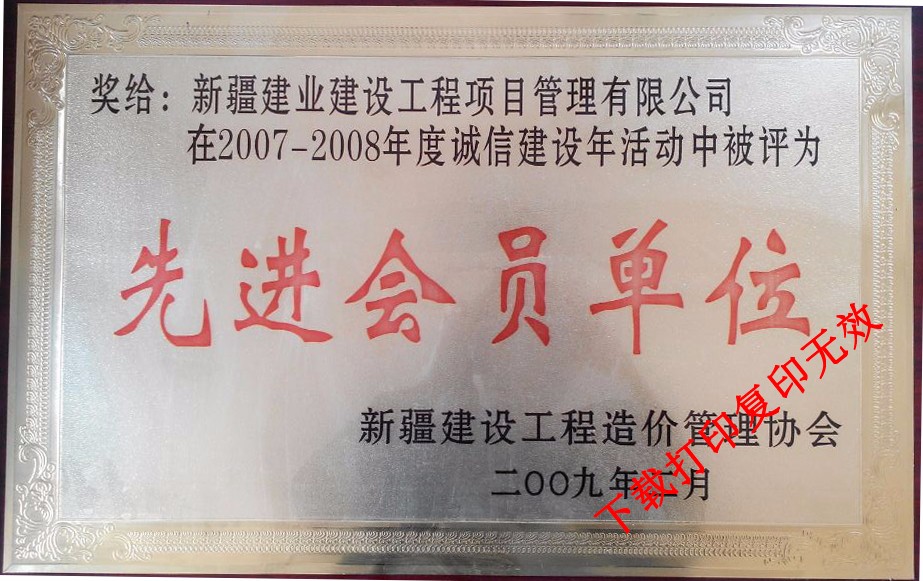 奖给：新疆建业建设工程项目管理有限公司
在2007-2008年度诚信建设年活动中被评为
先进会员单位
新疆建设工程造价管理协会
二〇〇九年二月
下载打印复印无效